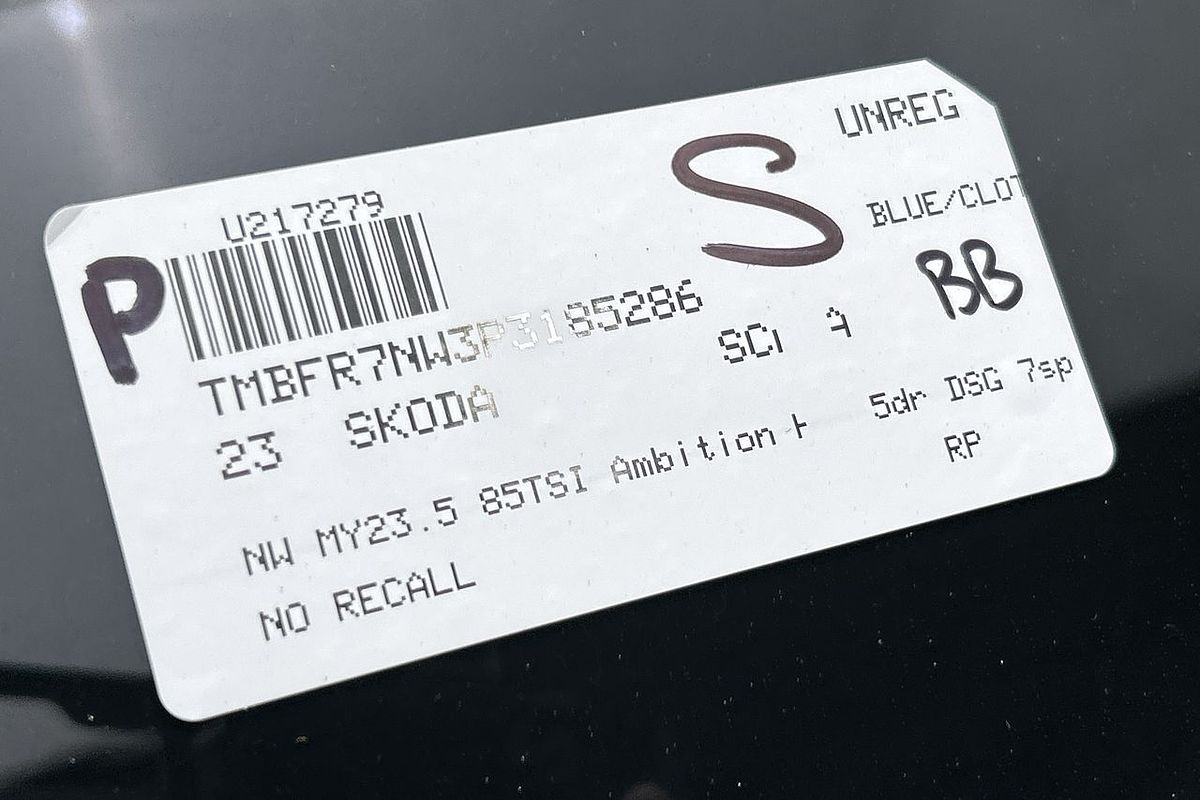 UNREG
S
U217279
BLUE/CLOT
P
BB
TMBFR7NW3P3185286
SCi 4
23 SKODA
5dr DSG 7sp
NW MY23.5 85TSI Ambition +
RP
NO RECALL